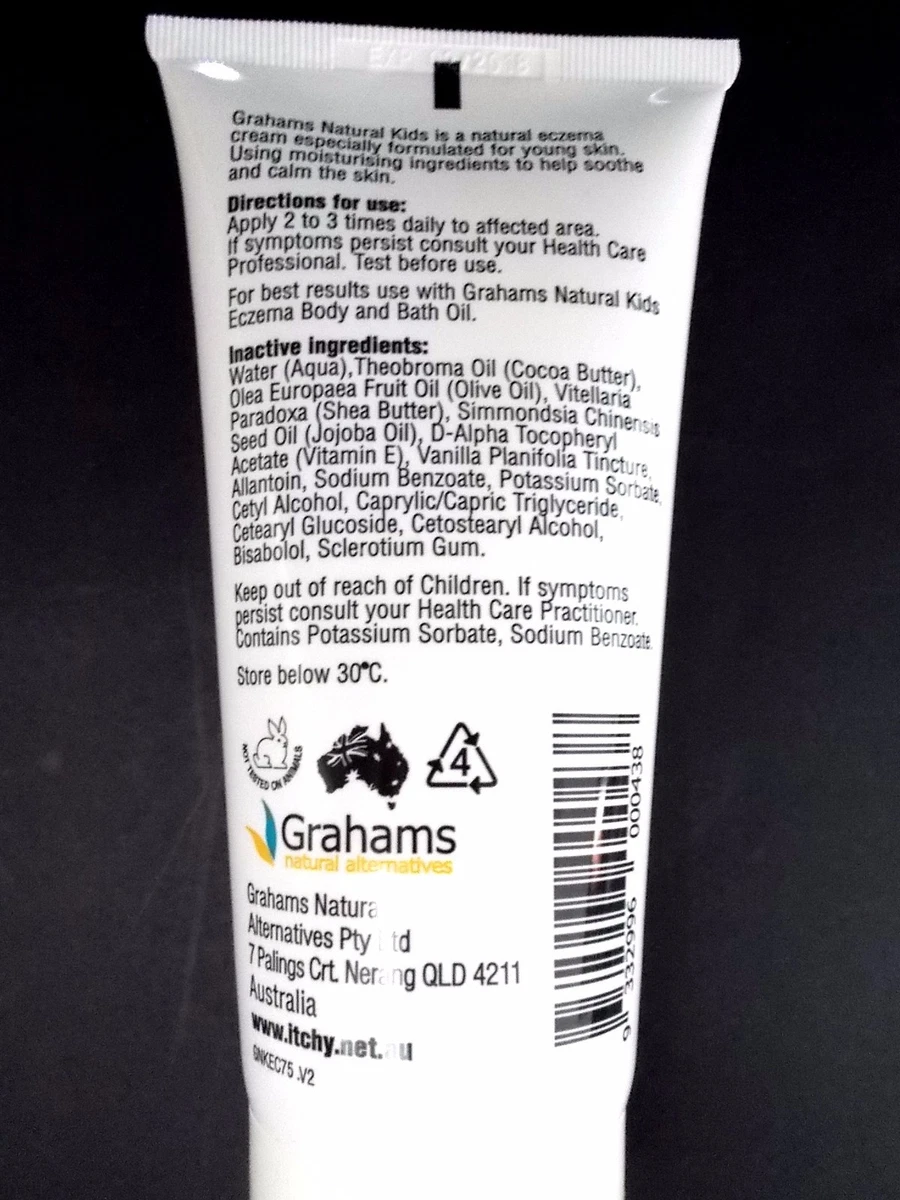 EXP
Grahams Natural Kids is a natural eczema
cream especially formulated for young skin.
Using moisturising ingredients to help soothe
and calm the skin.
Directions for use:
Apply 2 to 3 times daily to affected area.
If symptoms persist consult your Health Care
Professional. Test before use.
For best results use with Grahams Natural Kids
Eczema Body and Bath Oil.
Inactive ingredients:
Water (Aqua),Theobroma Oil (Cocoa Butter),
Olea Europaea Fruit Oil (Olive Oil), Vitellaria
Paradoxa (Shea Butter), Simmondsia Chinensis
Seed Oil (Jojoba Oil), D-Alpha Tocopheryl
Acetate (Vitamin E), Vanilla Planifolia Tincture,
Allantoin, Sodium Benzoate, Potassium Sorbate,
Cetyl Alcohol, Caprylic/Capric Triglyceride,
Cetearyl Glucoside, Cetostearyl Alcohol,
Bisabolol, Sclerotium Gum.
Keep out of reach of Children. If symptoms
persist consult your Health Care Practitioner.
Contains Potassium Sorbate, Sodium Benzoate.
Store below 30°C.
NOT TESTED ON ANIMALS
4
Grahams
natural alternatives
Grahams Natura
Alternatives Pty td
7 Palings Crt. Nerang QLD 4211
Australia
www.itchy.net.au
GNKEC75 .V2
9 332996 000438